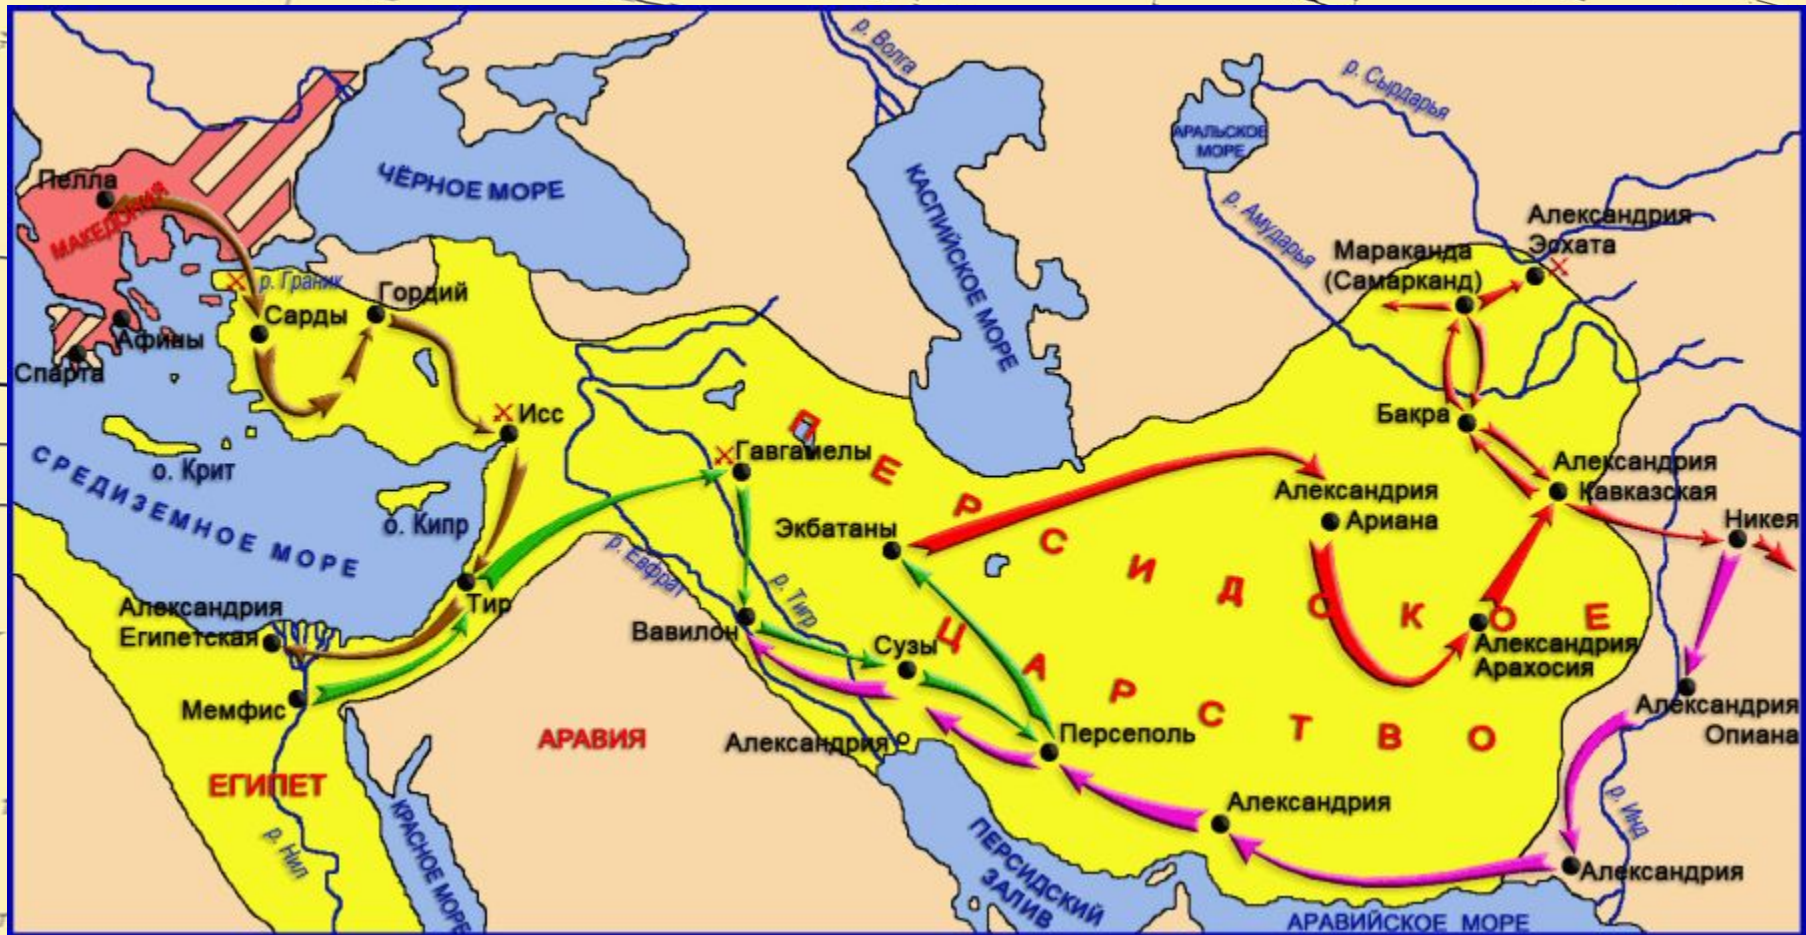 р. Волга
р. Сырдарья
АРАЛЬСКОЕ
МОРЕ
ЧЁРНОЕ МОРЕ
КАСПИЙСКОЕ МОРЕ
р. Амударья
Пелла
МАКЕДОНИЯ
Александрия
Эсхата
Мараканда
(Самарканд)
р. Граник
Гордий
Сарды
Афины
Спарта
Исс
Бакра
о. Крит
о. Кипр
СРЕДИЗЕМНОЕ МОРЕ
Гавгамелы
Александрия
Кавказская
Александрия
Ариана
Никея
Экбатаны
ПЕРСИДСКОЕ
ЦАРСТВО
р. Евфрат
р. Тигр
Тир
Александрия
Египетская
Вавилон
Сузы
Александрия
Арахосия
Мемфис
Александрия
Опиана
АРАВИЯ
Александрия
Персеполь
ЕГИПЕТ
р. Нил
КРАСНОЕ МОРЕ
Александрия
р. Инд
ПЕРСИДСКИЙ
ЗАЛИВ
Александрия
АРАВИЙСКОЕ МОРЕ